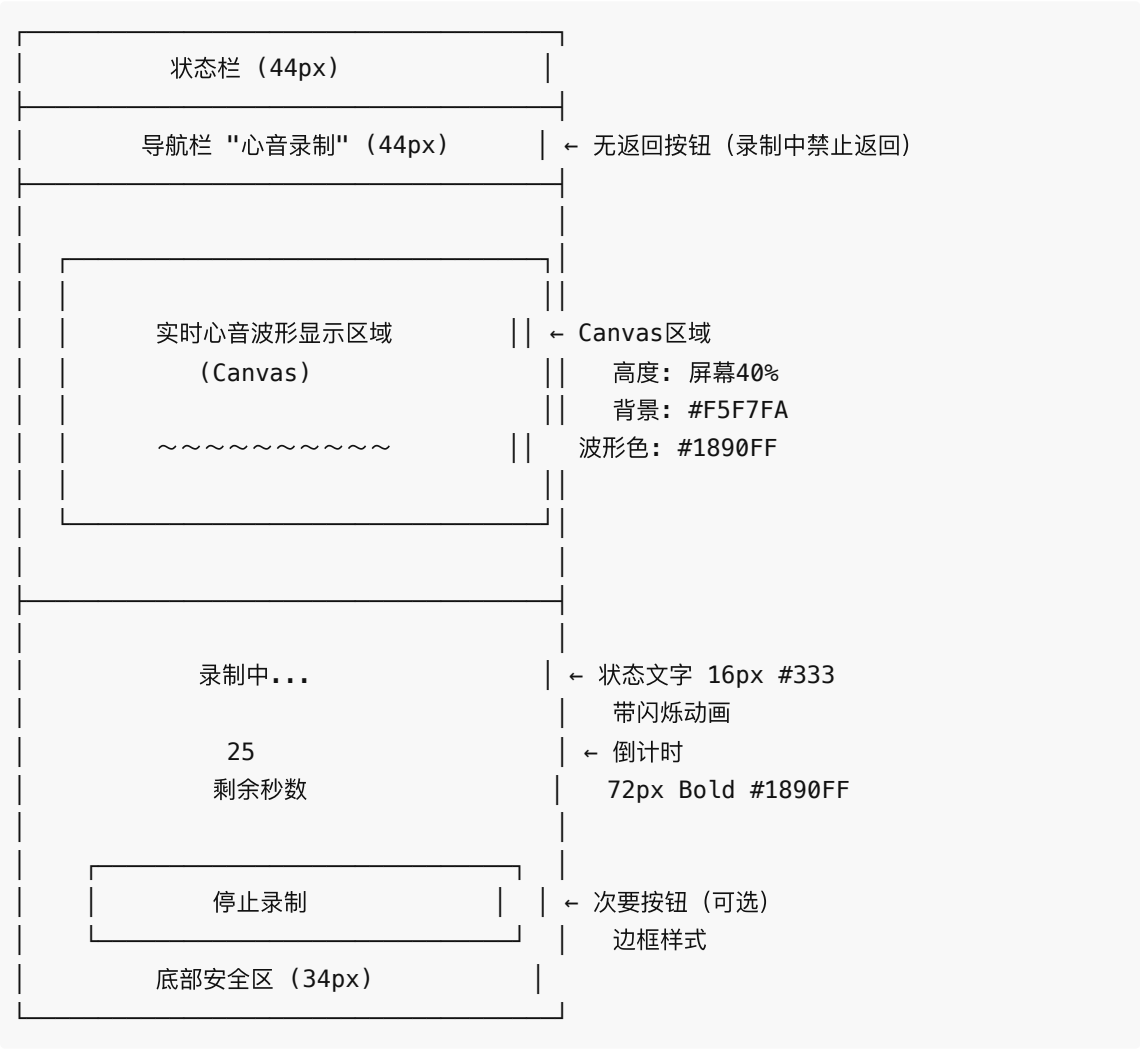 状态栏 (44px)
导航栏 "心音录制" (44px) ← 无返回按钮（录制中禁止返回）
实时心音波形显示区域 ← Canvas区域
(Canvas) 高度: 屏幕40%
背景: #F5F7FA
～～～～～～～～～～ 波形色: #1890FF
录制中... ← 状态文字 16px #333
带闪烁动画
25 ← 倒计时
剩余秒数 72px Bold #1890FF
停止录制 ← 次要按钮（可选）
边框样式
底部安全区 (34px)